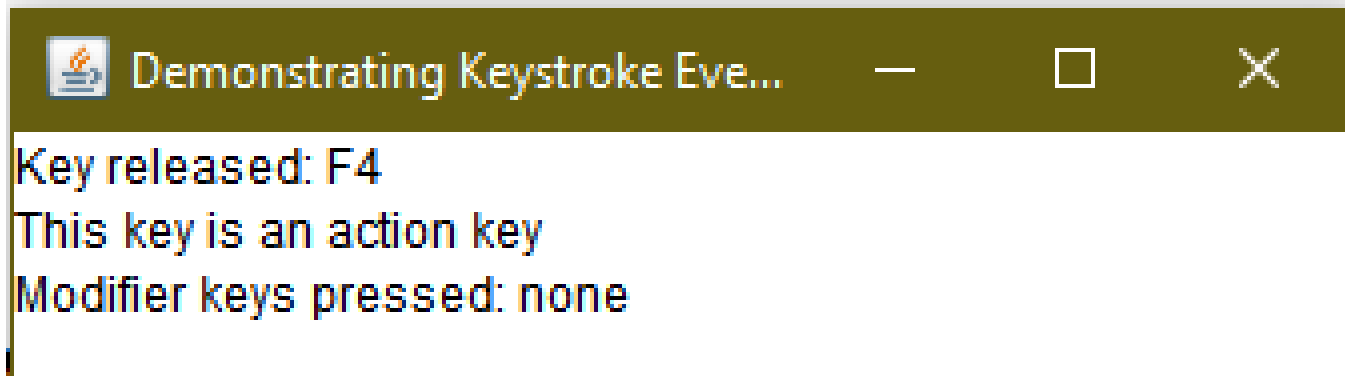 Demonstrating Keystroke Eve...
Key released: F4
This key is an action key
Modifier keys pressed: none